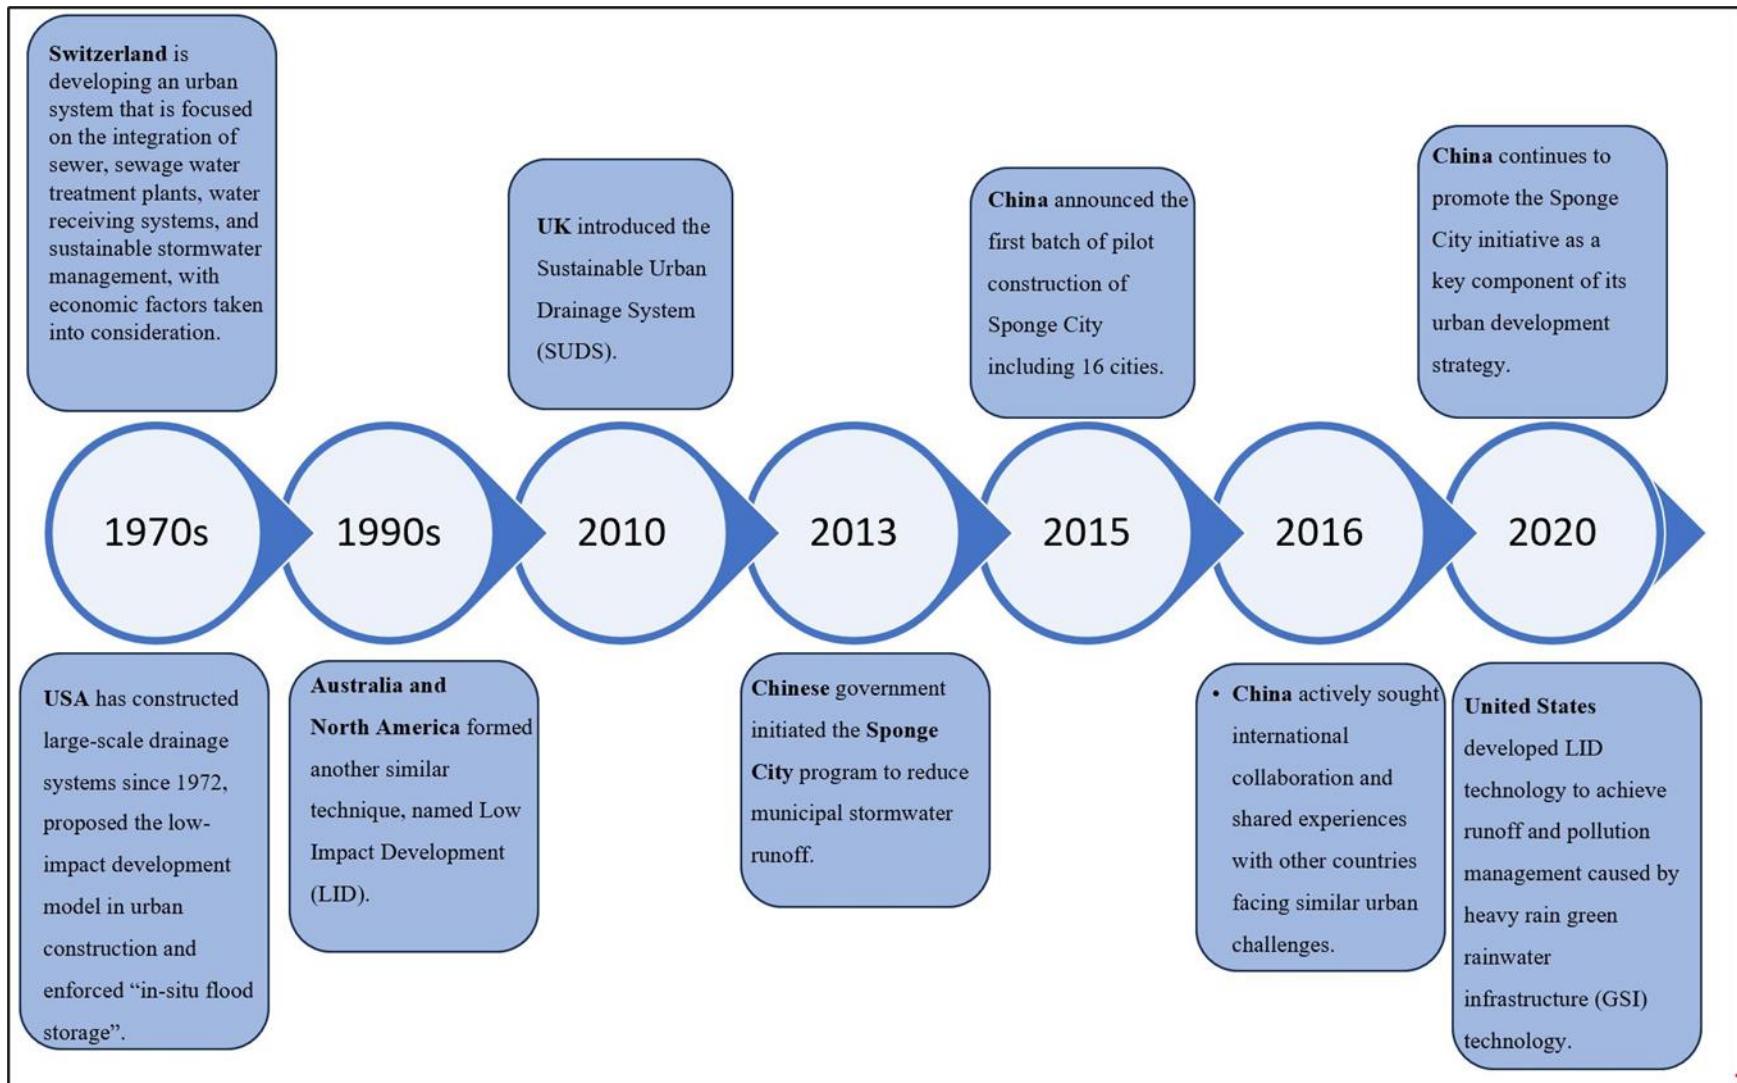 Switzerland is
developing an urban
system that is focused
on the integration of
sewer, sewage water
treatment plants, water
receiving systems, and
sustainable stormwater
management, with
economic factors taken
into consideration.
UK introduced the
Sustainable Urban
Drainage System
(SUDS).
China announced the
first batch of pilot
construction of
Sponge City
including 16 cities.
China continues to
promote the Sponge
City initiative as a
key component of its
urban development
strategy.
1970s
1990s
2010
2013
2015
2016
2020
USA has constructed
large-scale drainage
systems since 1972,
proposed the low-
impact development
model in urban
construction and
enforced “in-situ flood
storage”.
Australia and
North America formed
another similar
technique, named Low
Impact Development
(LID).
Chinese government
initiated the Sponge
City program to reduce
municipal stormwater
runoff.
• China actively sought
international
collaboration and
shared experiences
with other countries
facing similar urban
challenges.
United States
developed LID
technology to achieve
runoff and pollution
management caused by
heavy rain green
rainwater
infrastructure (GSI)
technology.